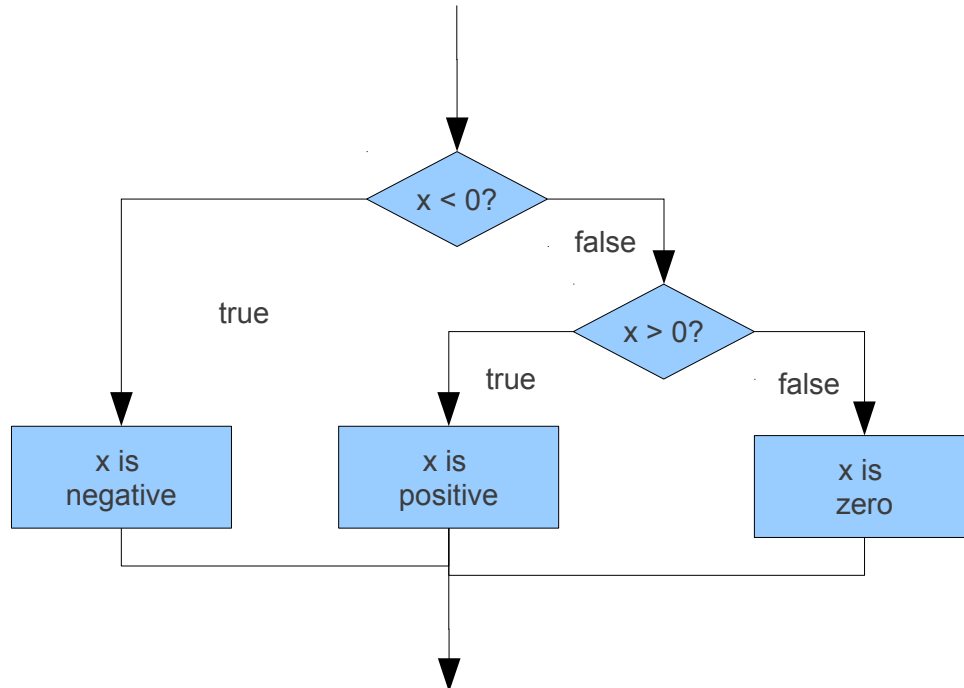 x < 0?
false
true
x > 0?
true
false
x is
negative
x is
positive
x is
zero